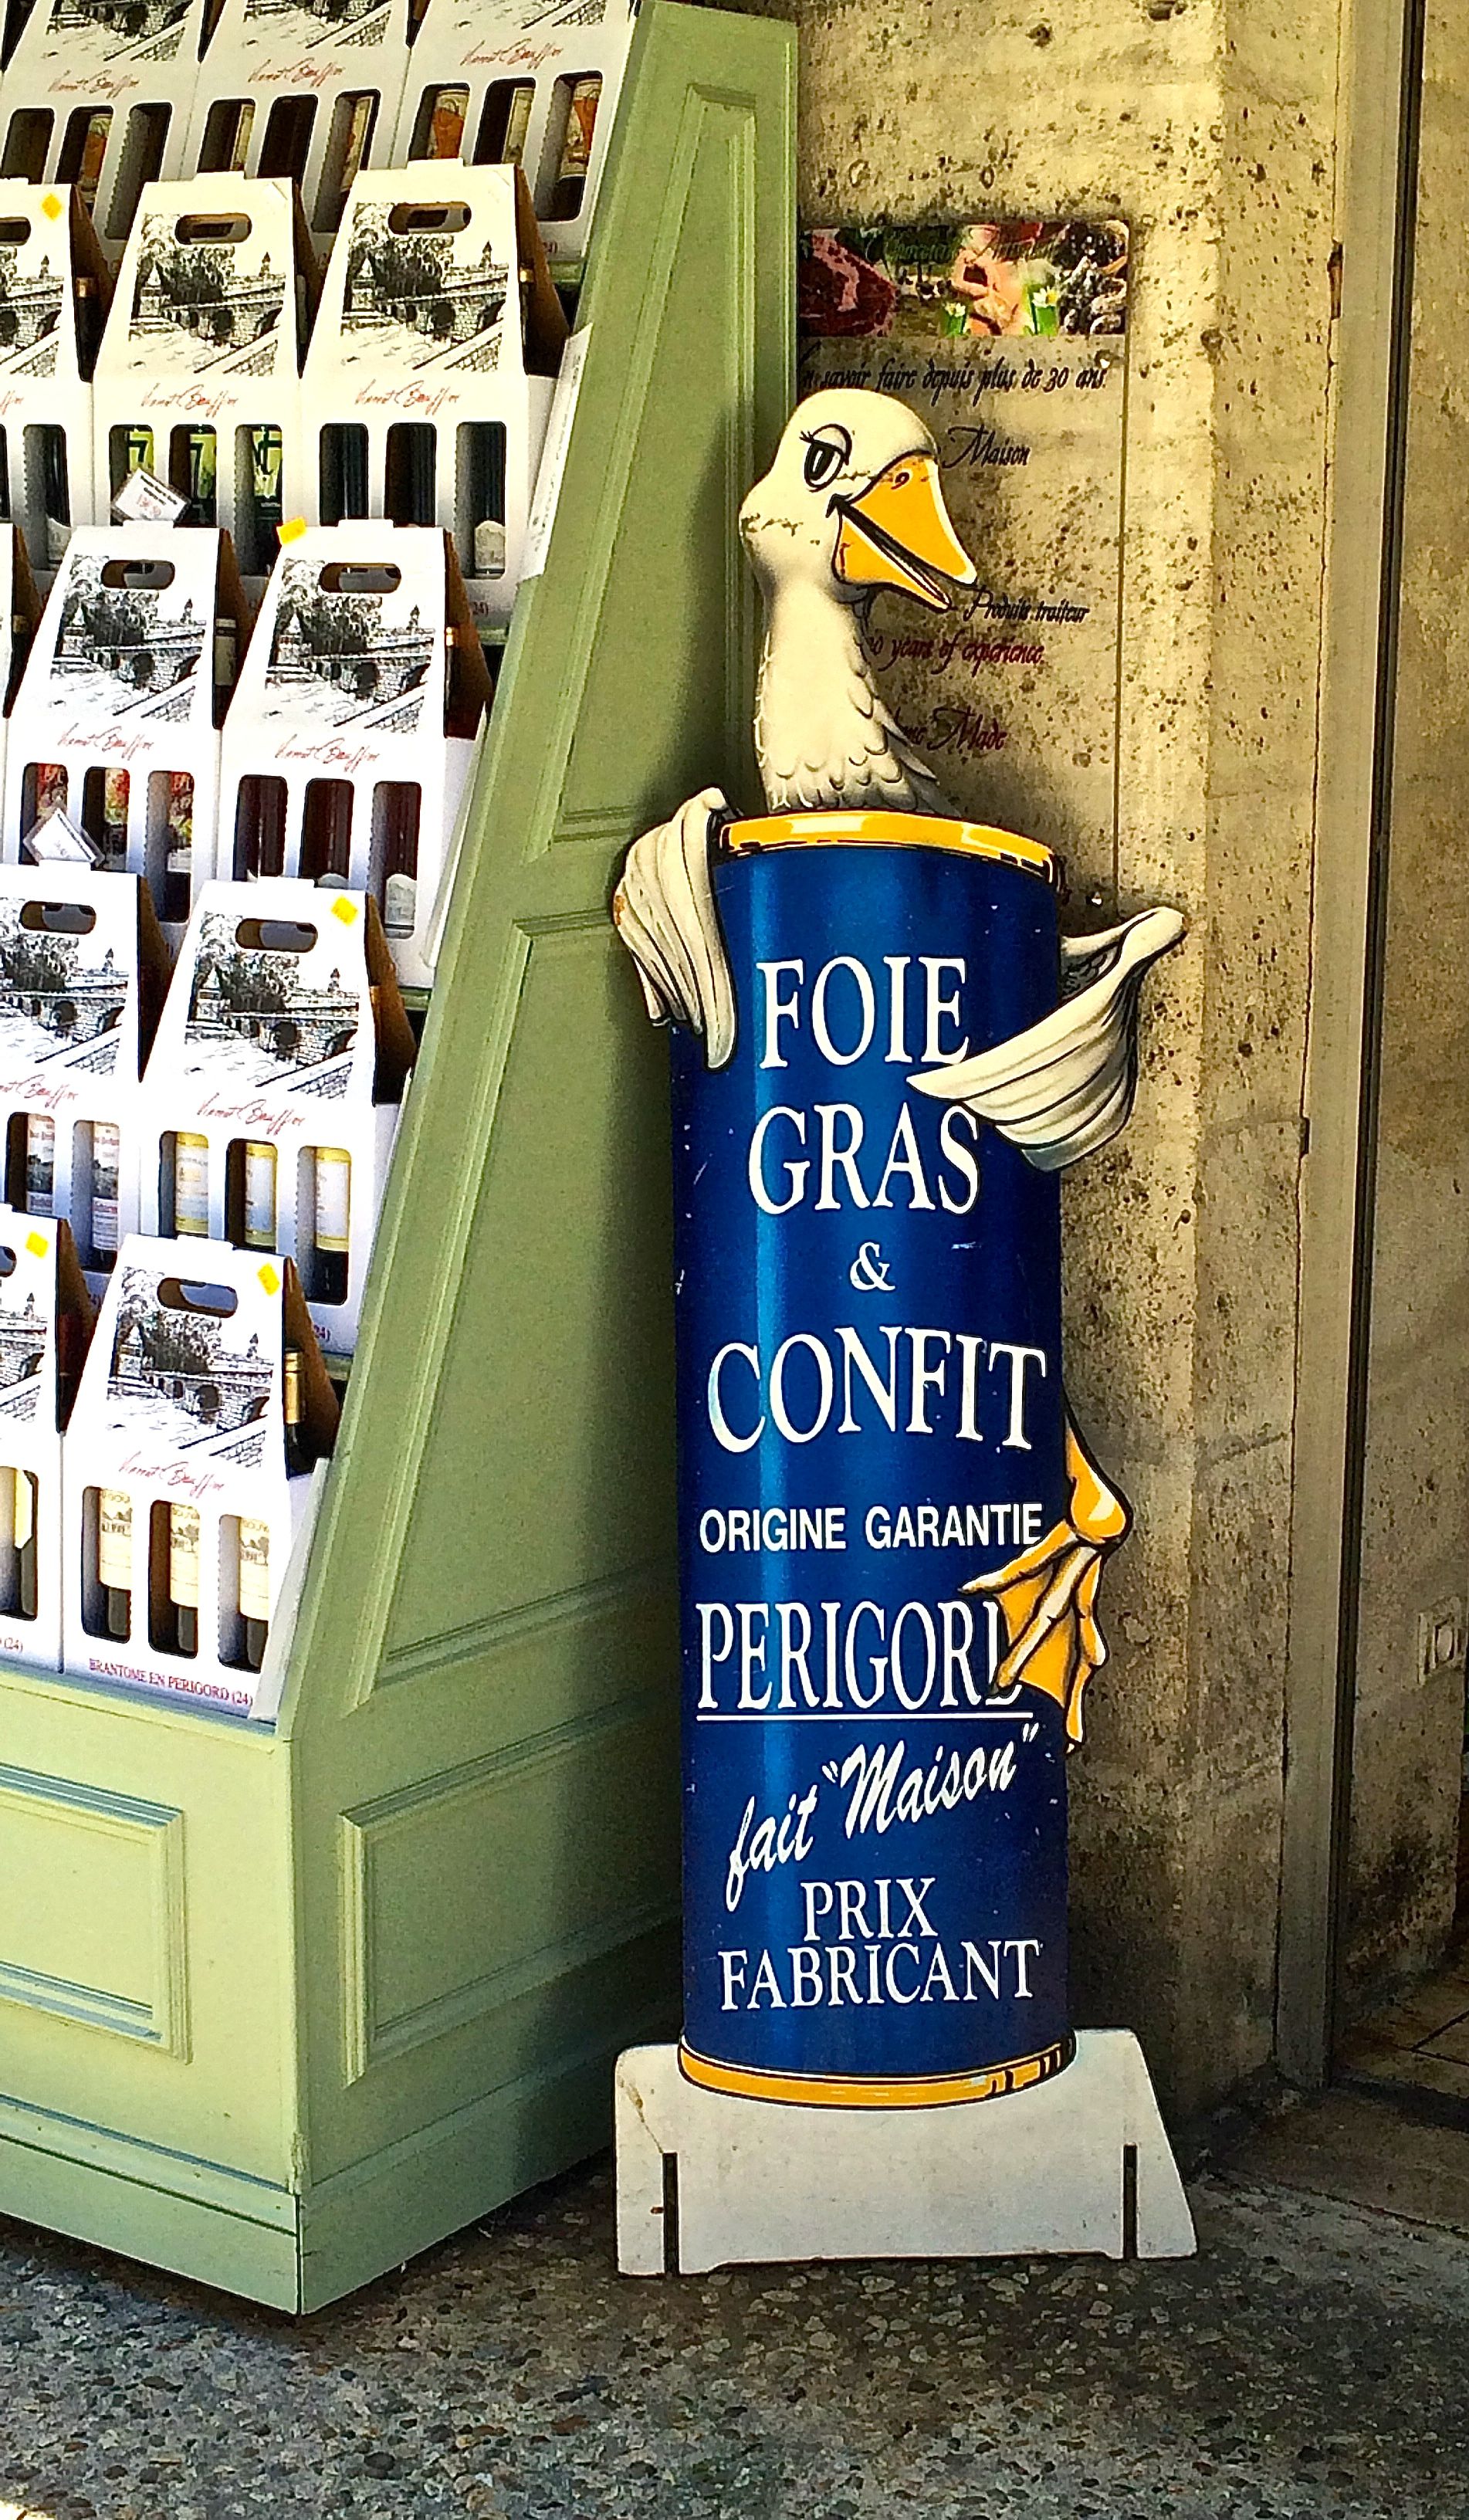 un savoir faire depuis plus de 30 ans.
Maison
Produits traiteur
years of experience
Made
FOIE
GRAS
&
CONFIT
ORIGINE GARANTIE
PERIGORD
fait "Maison"
PRIX
FABRICANT
BRANTOME EN PERIGORD (24)